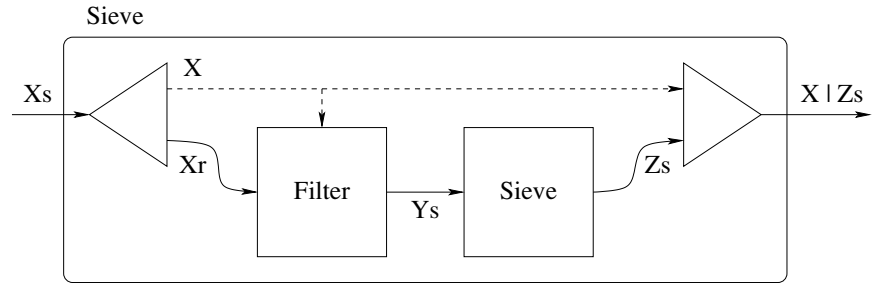 Sieve
Xs
X
X | Zs
Xr
Filter
Ys
Sieve
Zs